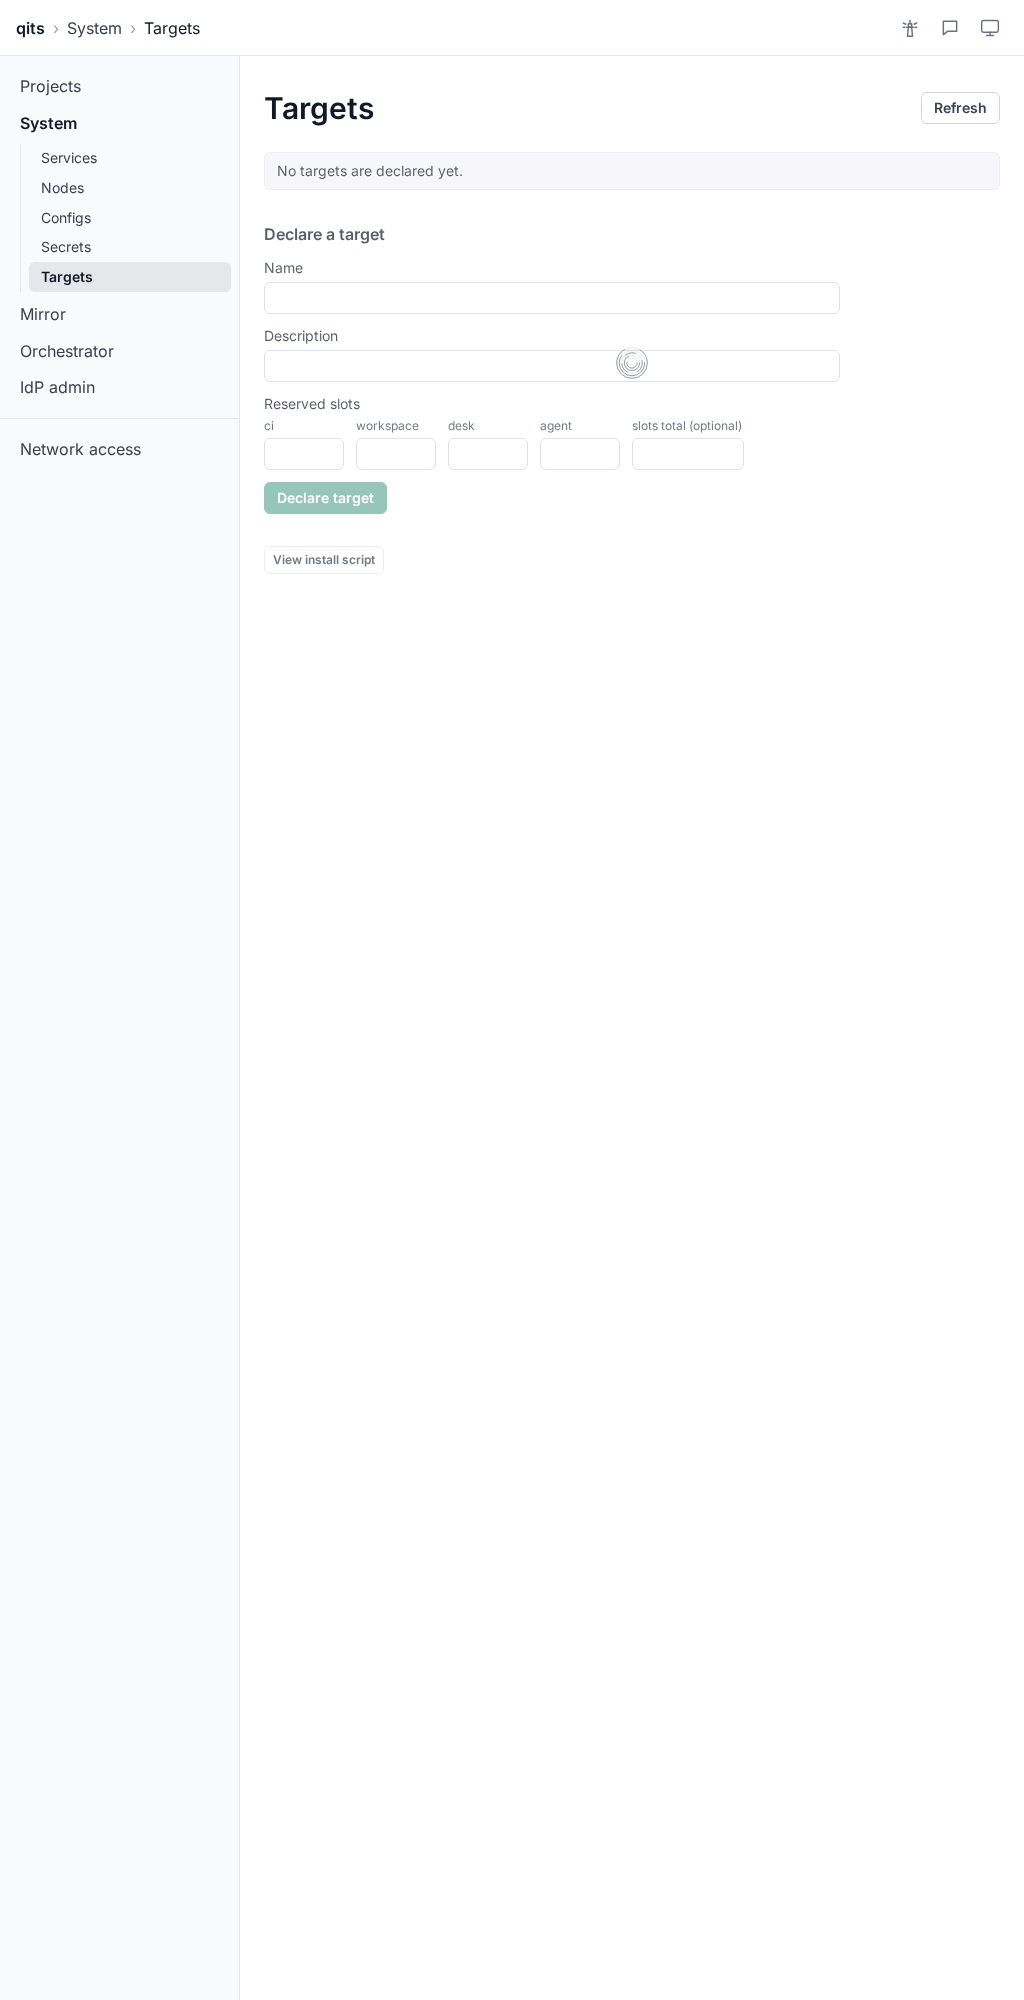 qits › System › Targets
Projects
System
Services
Nodes
Configs
Secrets
Targets
Mirror
Orchestrator
IdP admin
Network access
Targets
Refresh
No targets are declared yet.
Declare a target
Name
Description
Reserved slots
ci workspace desk agent slots total (optional)
Declare target
View install script